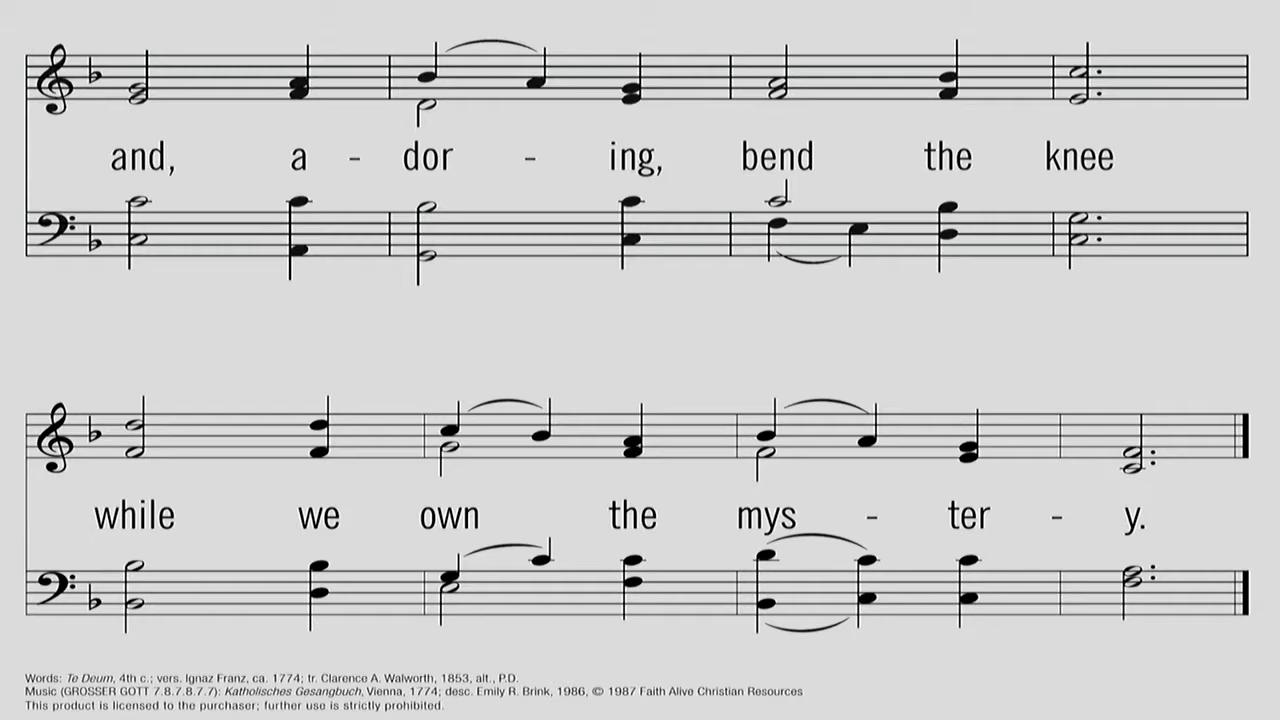 and, a - dor - ing, bend the knee
while we own the mys - ter - y.
Words: Te Deum, 4th c.; vers. Ignaz Franz, ca. 1774; tr. Clarence A. Walworth, 1853, alt., P.D.
Music (GROSSER GOTT 7.8.7.8.7.7): Katholisches Gesangbuch, Vienna, 1774; desc. Emily R. Brink, 1986, © 1987 Faith Alive Christian Resources
This product is licensed to the purchaser; further use is strictly prohibited.